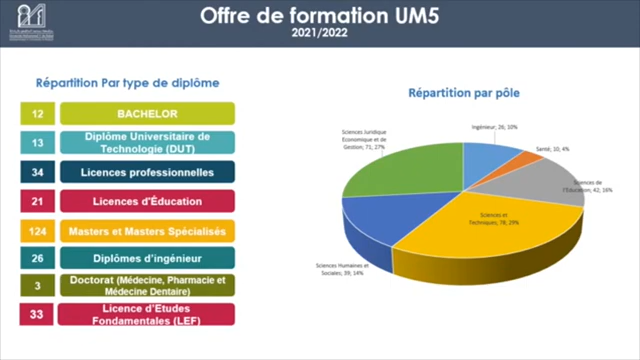 Offre de formation UM5
2021/2022
Répartition Par type de diplôme
12 BACHELOR
13 Diplôme Universitaire de
Technologie (DUT)
34 Licences professionnelles
21 Licences d'Éducation
124 Masters et Masters Spécialisés
26 Diplômes d'ingénieur
3 Doctorat (Médecine, Pharmacie et
Médecine Dentaire)
33 Licence d'Etudes
Fondamentales (LEF)
Répartition par pôle
Ingénieur; 26; 10%
Santé; 10; 4%
Sciences de
l'Éducation; 42; 16%
Sciences et
Techniques; 78; 29%
Sciences Humaines et
Sociales; 39; 14%
Sciences Juridique
Economique et de
Gestion; 71; 27%